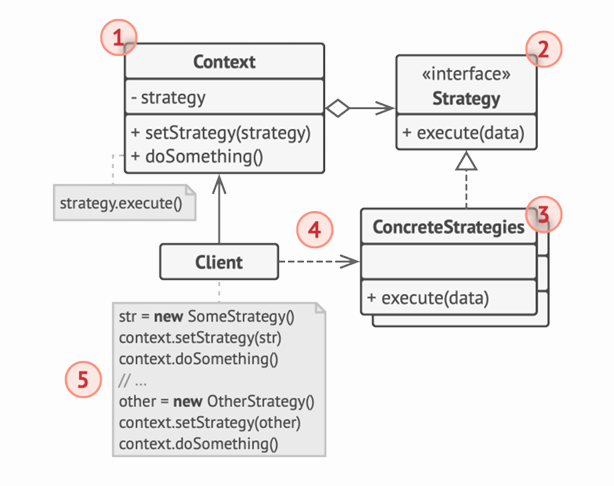 1
Context
- strategy
+ setStrategy(strategy)
+ doSomething()
strategy.execute()
2
«interface»
Strategy
+ execute(data)
3
ConcreteStrategies
+ execute(data)
4
Client
5
str = new SomeStrategy()
context.setStrategy(str)
context.doSomething()
// ...
other = new OtherStrategy()
context.setStrategy(other)
context.doSomething()